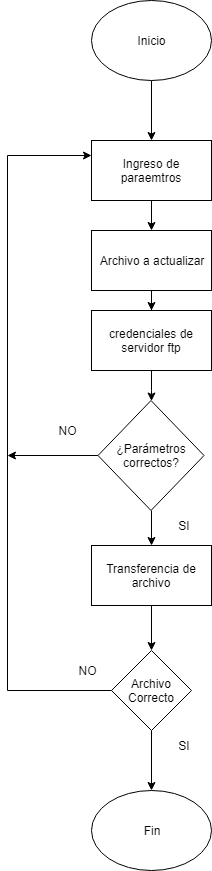 Inicio
Ingreso de
paraemtros
Archivo a actualizar
credenciales de
servidor ftp
¿Parámetros
correctos?
NO
SI
Transferencia de
archivo
Archivo
Correcto
NO
SI
Fin